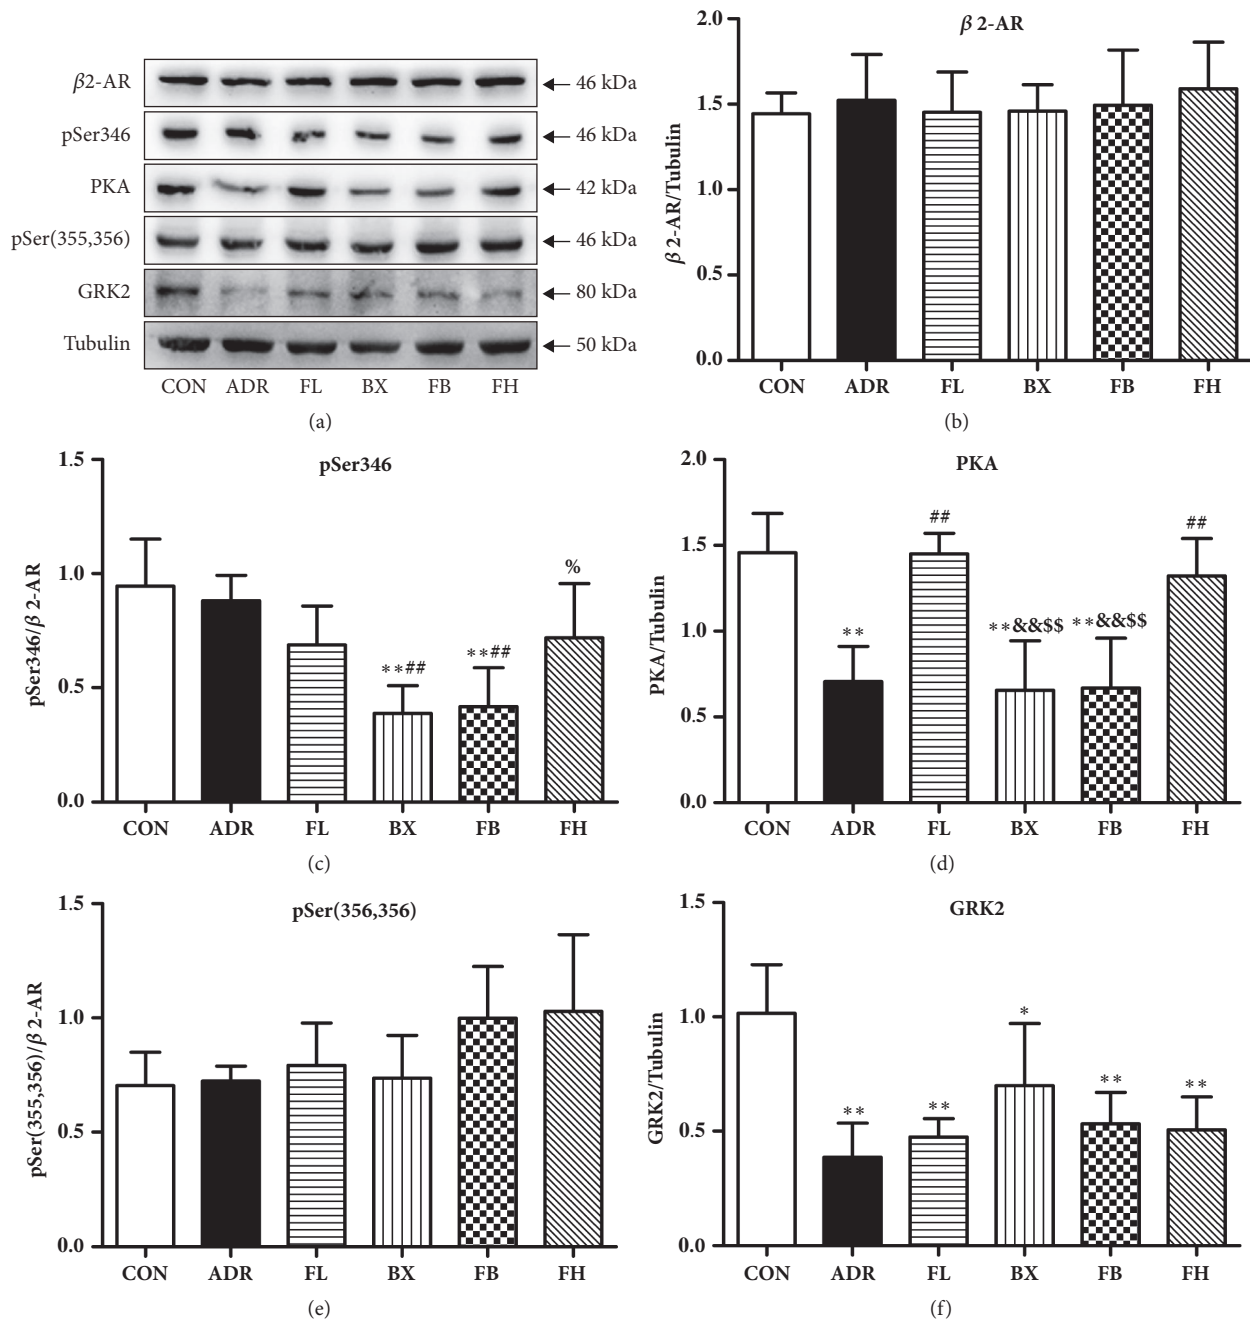 β2-AR
← 46 kDa
pSer346
← 46 kDa
PKA
← 42 kDa
pSer(355,356)
← 46 kDa
GRK2
← 80 kDa
Tubulin
← 50 kDa
CON ADR FL BX FB FH
(a)
β 2-AR
β 2-AR/Tubulin
2.0
1.5
1.0
0.5
0.0
CON ADR FL BX FB FH
(b)
pSer346
pSer346/β 2-AR
1.5
1.0
0.5
0.0
**## **## %
CON ADR FL BX FB FH
(c)
PKA
PKA/Tubulin
2.0
1.5
1.0
0.5
0.0
** ## **&&$$ **&&$$ ##
CON ADR FL BX FB FH
(d)
pSer(356,356)
pSer(355,356)/β 2-AR
1.5
1.0
0.5
0.0
CON ADR FL BX FB FH
(e)
GRK2
GRK2/Tubulin
1.5
1.0
0.5
0.0
** ** * ** **
CON ADR FL BX FB FH
(f)